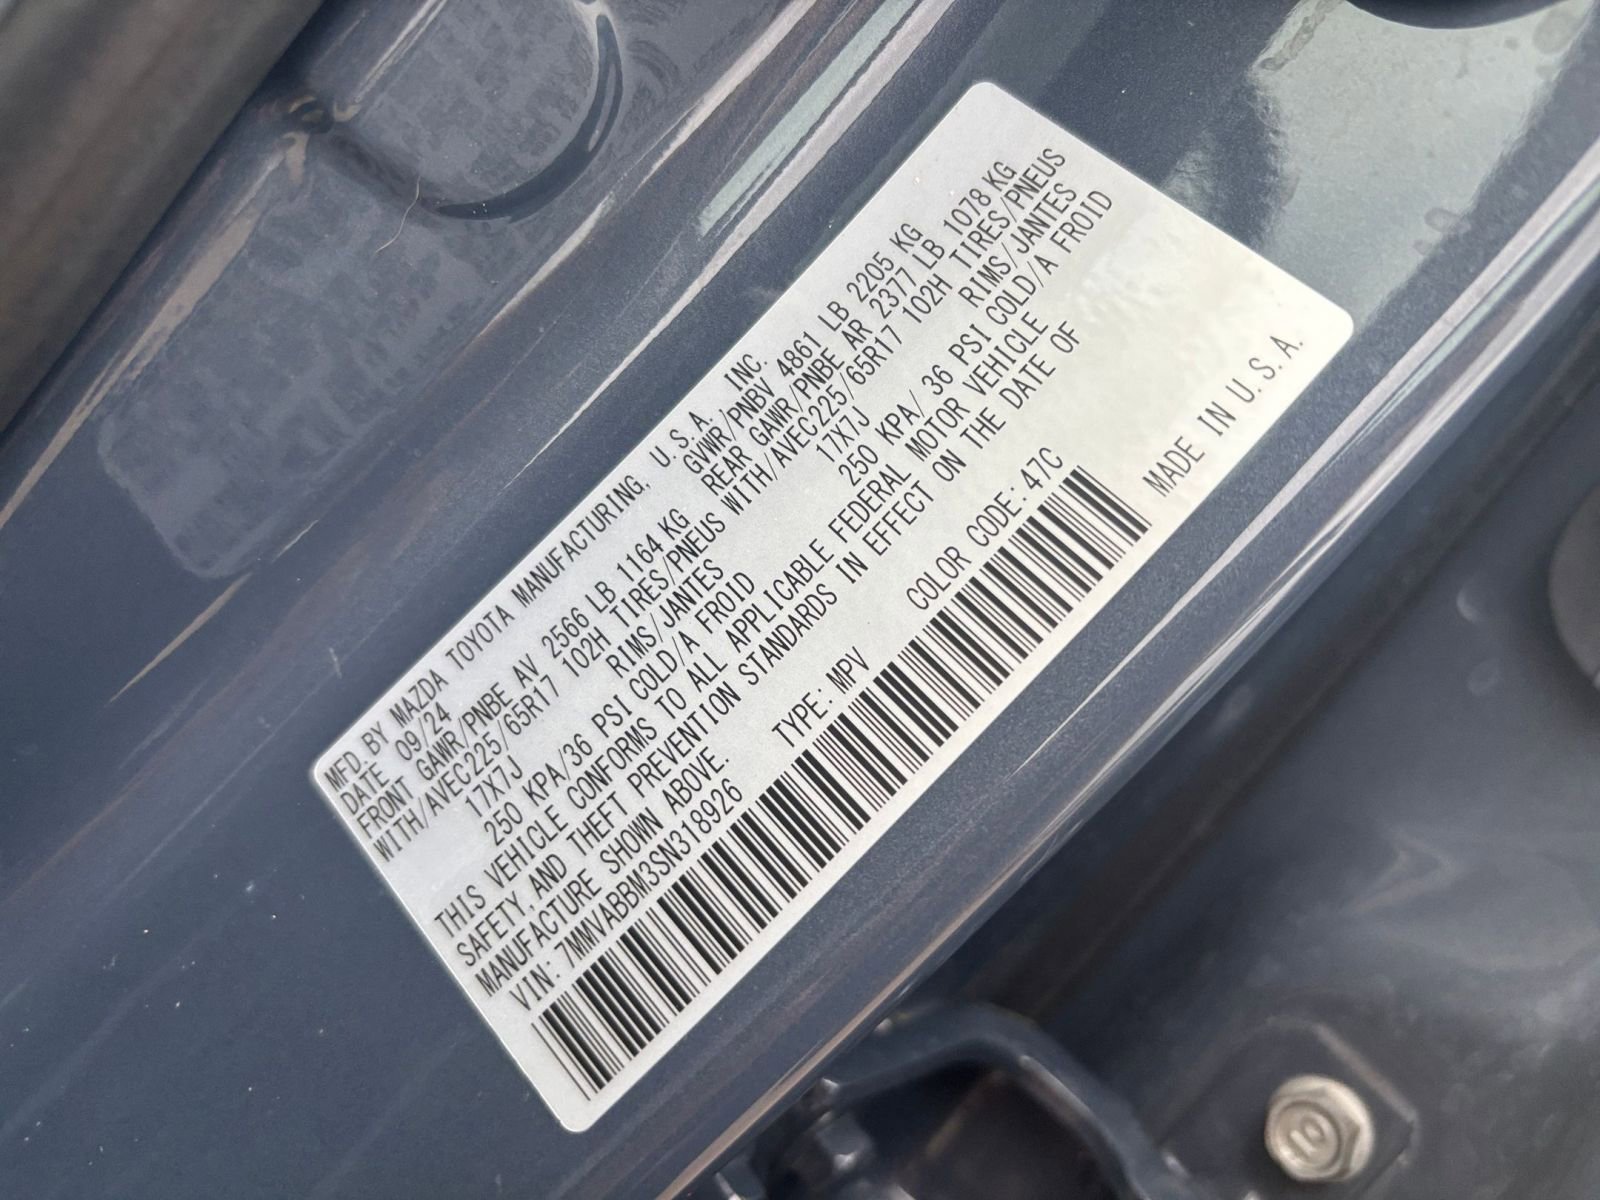 MFD. BY MAZDA TOYOTA MANUFACTURING, U.S.A. INC.
DATE 09/24 GVWR/PNBV 4861 LB 2205 KG
FRONT GAWR/PNBE AV 2566 LB 1164 KG REAR GAWR/PNBE AR 2377 LB 1078 KG
WITH/AVEC225/65R17 102H TIRES/PNEUS WITH/AVEC225/65R17 102H TIRES/PNEUS
17X7J RIMS/JANTES 17X7J RIMS/JANTES
250 KPA/36 PSI COLD/A FROID 250 KPA/36 PSI COLD/A FROID
THIS VEHICLE CONFORMS TO ALL APPLICABLE FEDERAL MOTOR VEHICLE
SAFETY, AND THEFT PREVENTION STANDARDS IN EFFECT ON THE DATE OF
MANUFACTURE SHOWN ABOVE.
VIN: 7MMVABBM3SN318926 TYPE: MPV COLOR CODE: 47C
MADE IN U.S.A.
10